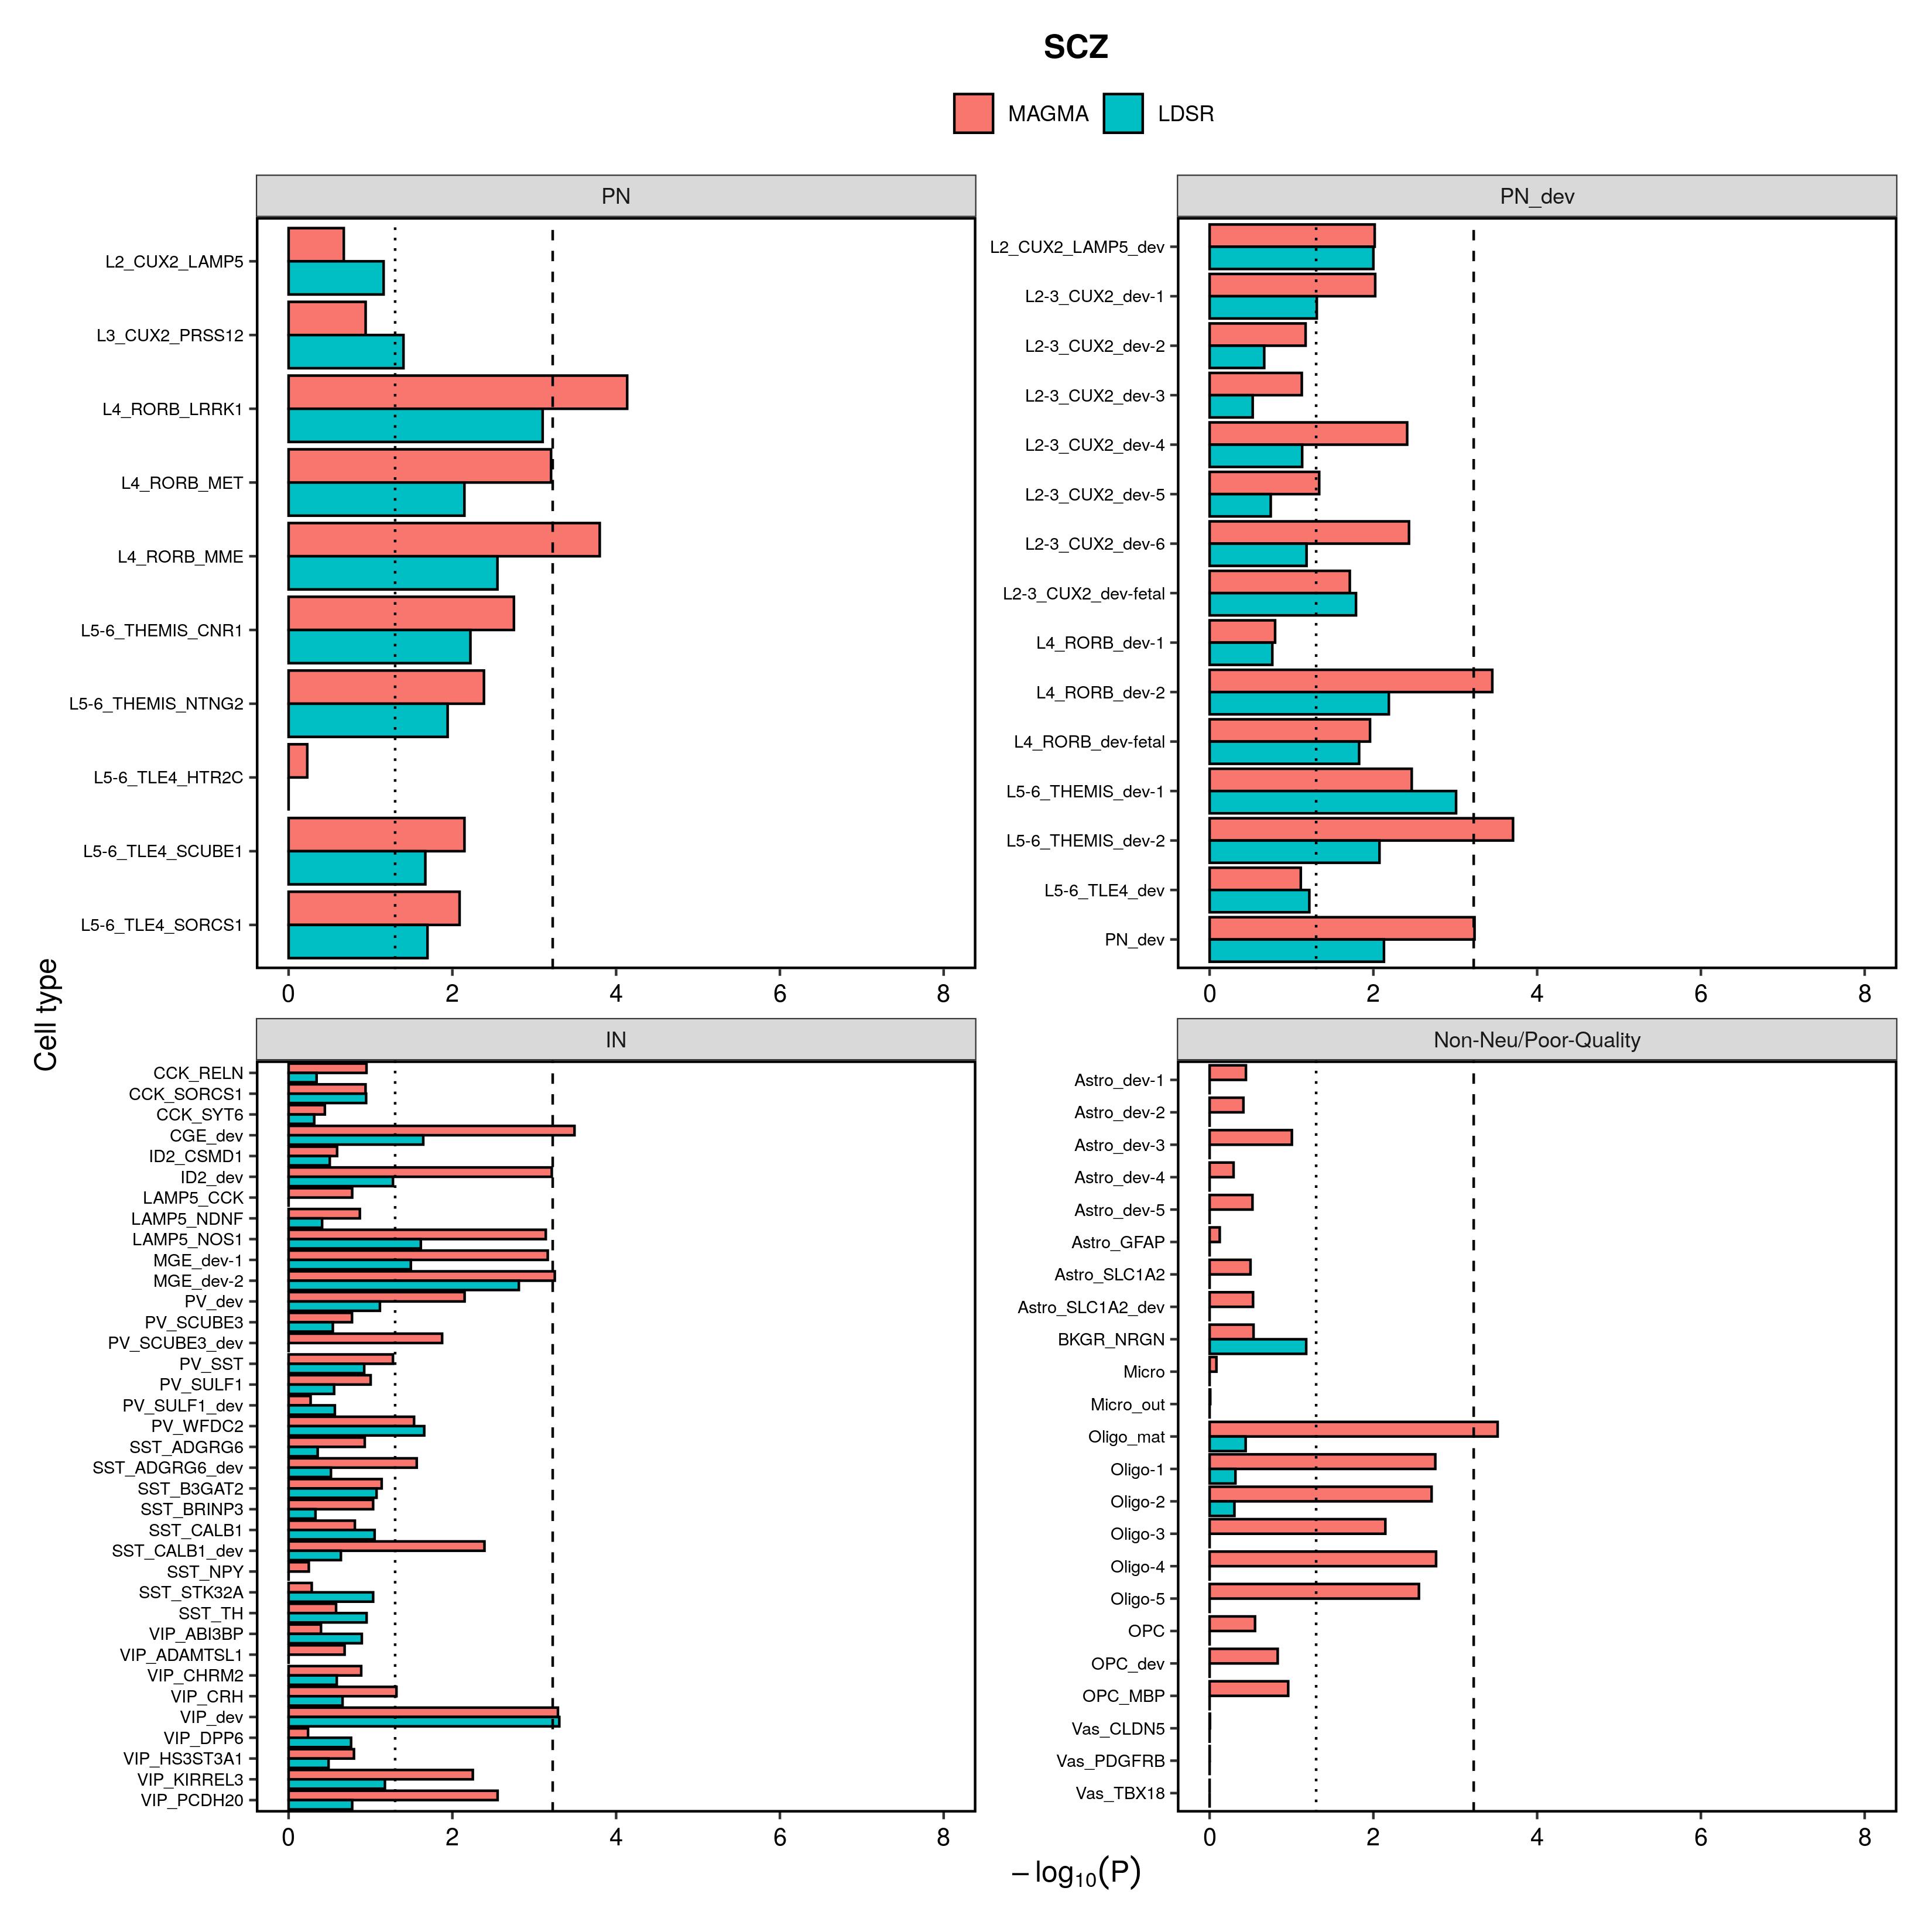 SCZ
MAGMA LDSR
PN
L2_CUX2_LAMP5
L3_CUX2_PRSS12
L4_RORB_LRRK1
L4_RORB_MET
L4_RORB_MME
L5-6_THEMIS_CNR1
L5-6_THEMIS_NTNG2
L5-6_TLE4_HTR2C
L5-6_TLE4_SCUBE1
L5-6_TLE4_SORCS1
0 2 4 6 8
PN_dev
L2_CUX2_LAMP5_dev
L2-3_CUX2_dev-1
L2-3_CUX2_dev-2
L2-3_CUX2_dev-3
L2-3_CUX2_dev-4
L2-3_CUX2_dev-5
L2-3_CUX2_dev-6
L2-3_CUX2_dev-fetal
L4_RORB_dev-1
L4_RORB_dev-2
L4_RORB_dev-fetal
L5-6_THEMIS_dev-1
L5-6_THEMIS_dev-2
L5-6_TLE4_dev
PN_dev
0 2 4 6 8
Cell type
IN
CCK_RELN
CCK_SORCS1
CCK_SYT6
CGE_dev
ID2_CSMD1
ID2_dev
LAMP5_CCK
LAMP5_NDNF
LAMP5_NOS1
MGE_dev-1
MGE_dev-2
PV_dev
PV_SCUBE3
PV_SCUBE3_dev
PV_SST
PV_SULF1
PV_SULF1_dev
PV_WFDC2
SST_ADGRG6
SST_ADGRG6_dev
SST_B3GAT2
SST_BRINP3
SST_CALB1
SST_CALB1_dev
SST_NPY
SST_STK32A
SST_TH
VIP_ABI3BP
VIP_ADAMTSL1
VIP_CHRM2
VIP_CRH
VIP_dev
VIP_DPP6
VIP_HS3ST3A1
VIP_KIRREL3
VIP_PCDH20
0 2 4 6 8
Non-Neu/Poor-Quality
Astro_dev-1
Astro_dev-2
Astro_dev-3
Astro_dev-4
Astro_dev-5
Astro_GFAP
Astro_SLC1A2
Astro_SLC1A2_dev
BKGR_NRGN
Micro
Micro_out
Oligo_mat
Oligo-1
Oligo-2
Oligo-3
Oligo-4
Oligo-5
OPC
OPC_dev
OPC_MBP
Vas_CLDN5
Vas_PDGFRB
Vas_TBX18
0 2 4 6 8
−log₁₀(P)